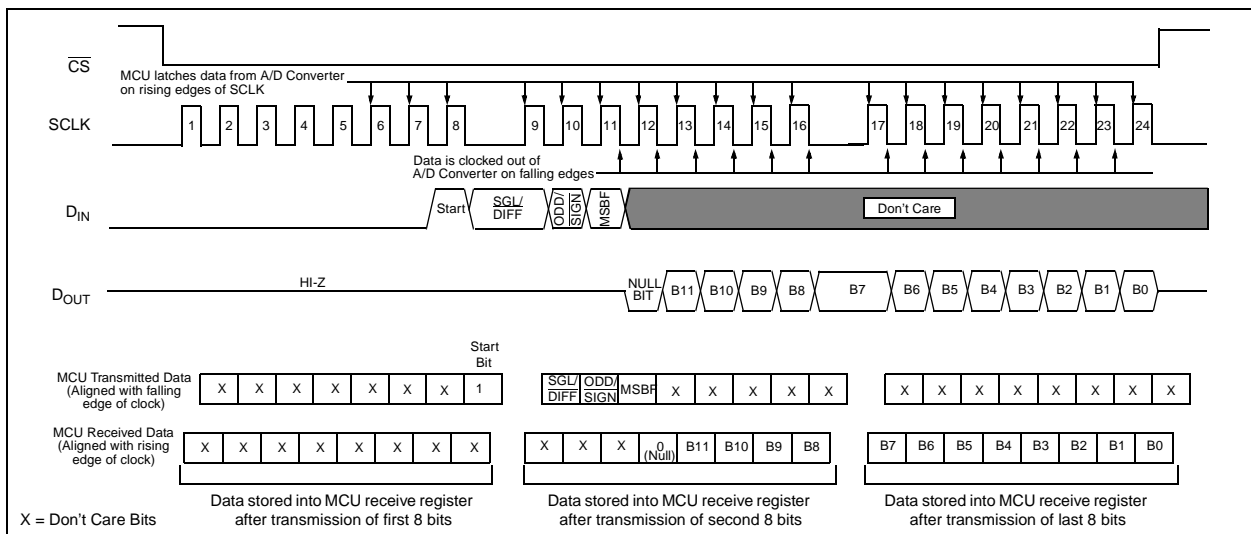 CS
MCU latches data from A/D Converter
on rising edges of SCLK
SCLK
1 2 3 4 5 6 7 8 9 10 11 12 13 14 15 16 17 18 19 20 21 22 23 24
Data is clocked out of
A/D Converter on falling edges
DIN
Start
SGL/
DIFF
ODD/
SIGN
MSBF
Don't Care
DOUT
HI-Z
NULL
BIT
B11 B10 B9 B8 B7 B6 B5 B4 B3 B2 B1 B0
Start
Bit
MCU Transmitted Data
(Aligned with falling
edge of clock)
X X X X X X X 1
SGL/
DIFF
ODD/
SIGN
MSBF X X X X X
X X X X X X X X
MCU Received Data
(Aligned with rising
edge of clock)
X X X X X X X X
X X X 0
(Null)
B11 B10 B9 B8
B7 B6 B5 B4 B3 B2 B1 B0
Data stored into MCU receive register
after transmission of first 8 bits
Data stored into MCU receive register
after transmission of second 8 bits
Data stored into MCU receive register
after transmission of last 8 bits
X = Don't Care Bits